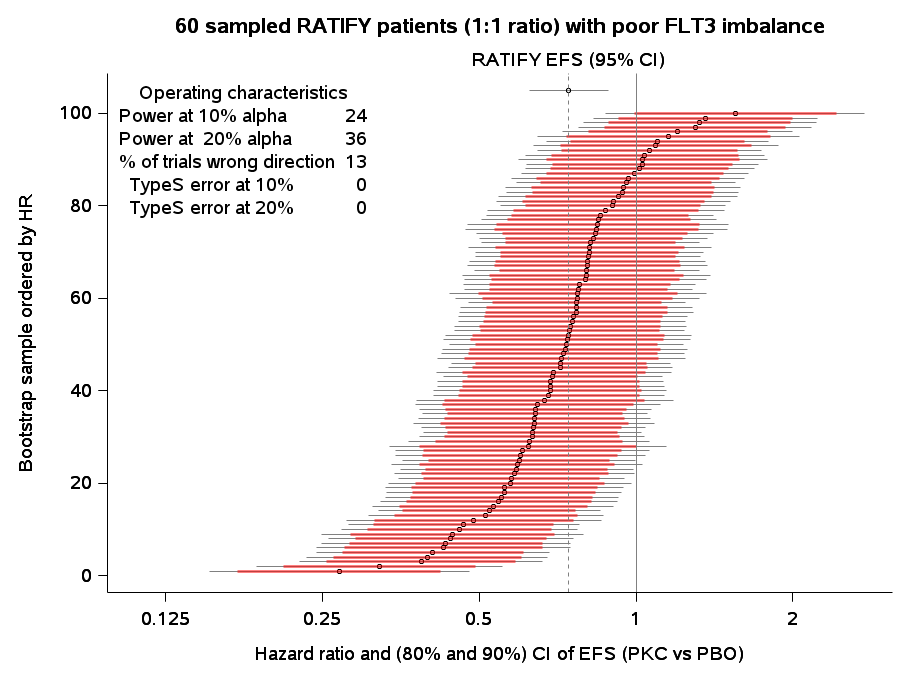 60 sampled RATIFY patients (1:1 ratio) with poor FLT3 imbalance
RATIFY EFS (95% CI)
Operating characteristics
Power at 10% alpha 24
Power at 20% alpha 36
% of trials wrong direction 13
TypeS error at 10% 0
TypeS error at 20% 0
Bootstrap sample ordered by HR
100
80
60
40
20
0
0.125 0.25 0.5 1 2
Hazard ratio and (80% and 90%) CI of EFS (PKC vs PBO)